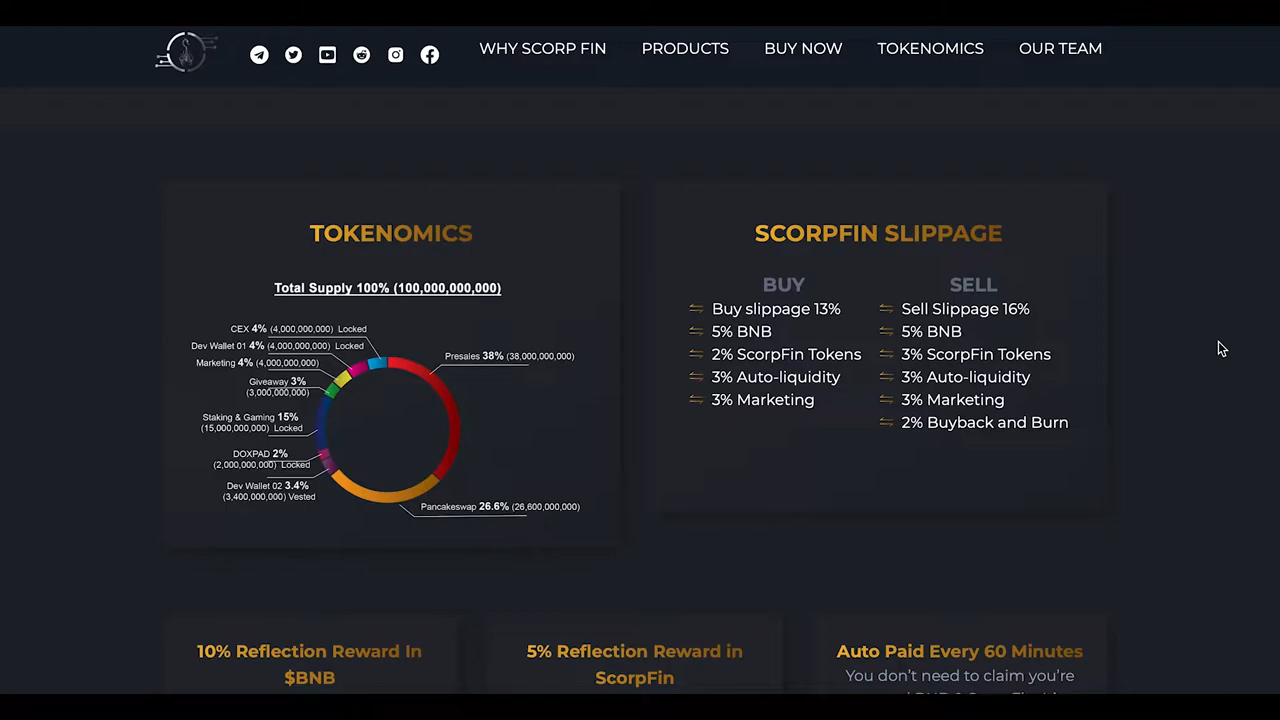 WHY SCORP FIN
PRODUCTS
BUY NOW
TOKENOMICS
OUR TEAM
TOKENOMICS
Total Supply 100% (100,000,000,000)
CEX 4% (4,000,000,000) Locked
Dev Wallet 01 4% (4,000,000,000) Locked
Marketing 4% (4,000,000,000)
Giveaway 3%
(3,000,000,000)
Staking & Gaming 15%
(15,000,000,000) Locked
DOXPAD 2%
(2,000,000,000) Locked
Dev Wallet 02 3.4%
(3,400,000,000) Vested
Presales 38% (38,000,000,000)
Pancakeswap 26.6% (26,600,000,000)
SCORPFIN SLIPPAGE
BUY
Buy slippage 13%
5% BNB
2% ScorpFin Tokens
3% Auto-liquidity
3% Marketing
SELL
Sell Slippage 16%
5% BNB
3% ScorpFin Tokens
3% Auto-liquidity
3% Marketing
2% Buyback and Burn
10% Reflection Reward In
$BNB
5% Reflection Reward in
ScorpFin
Auto Paid Every 60 Minutes
You don't need to claim you're